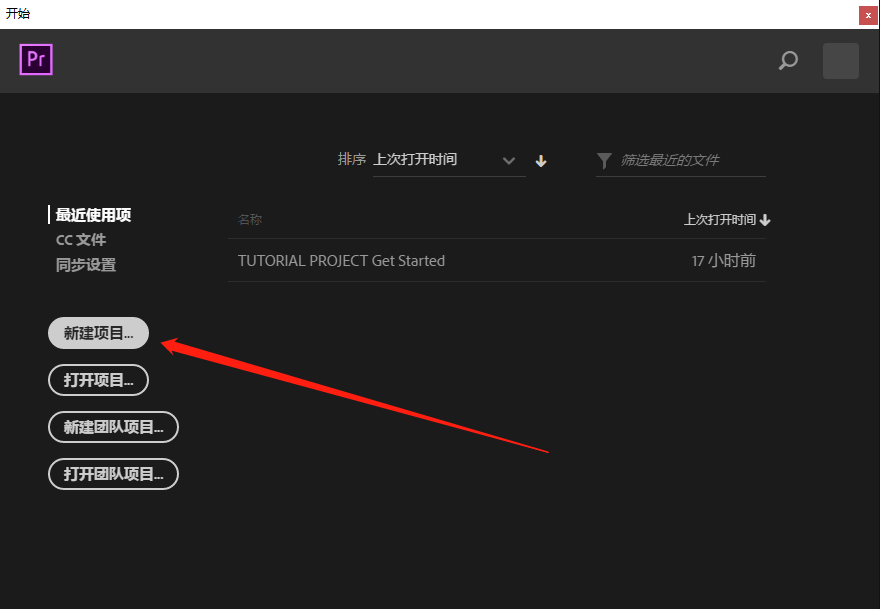 开始
x
Pr
排序 上次打开时间
筛选最近的文件
最近使用项
CC 文件
同步设置
名称
上次打开时间
TUTORIAL PROJECT Get Started
17 小时前
新建项目...
打开项目...
新建团队项目...
打开团队项目...